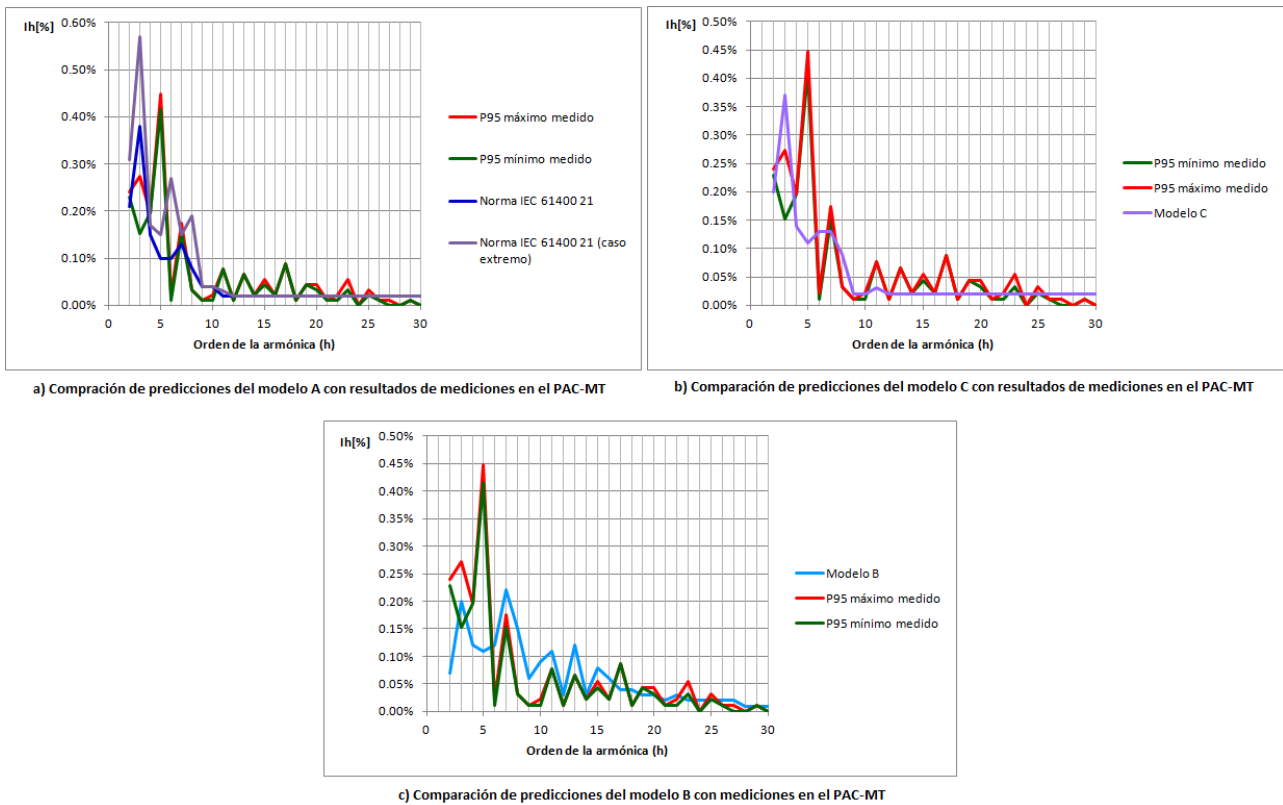 Ih[%]
0.60%
0.50%
0.40%
0.30%
0.20%
0.10%
0.00%
0 5 10 15 20 25 30
Orden de la armónica (h)
P95 máximo medido
P95 mínimo medido
Norma IEC 61400 21
Norma IEC 61400 21 (caso
extremo)
a) Compración de predicciones del modelo A con resultados de mediciones en el PAC-MT
Ih[%]
0.50%
0.45%
0.40%
0.35%
0.30%
0.25%
0.20%
0.15%
0.10%
0.05%
0.00%
0 5 10 15 20 25 30
Orden de la armónica (h)
P95 mínimo medido
P95 máximo medido
Modelo C
b) Comparación de predicciones del modelo C con resultados de mediciones en el PAC-MT
Ih[%]
0.50%
0.45%
0.40%
0.35%
0.30%
0.25%
0.20%
0.15%
0.10%
0.05%
0.00%
0 5 10 15 20 25 30
Orden de la armónica (h)
Modelo B
P95 máximo medido
P95 mínimo medido
c) Comparación de predicciones del modelo B con mediciones en el PAC-MT